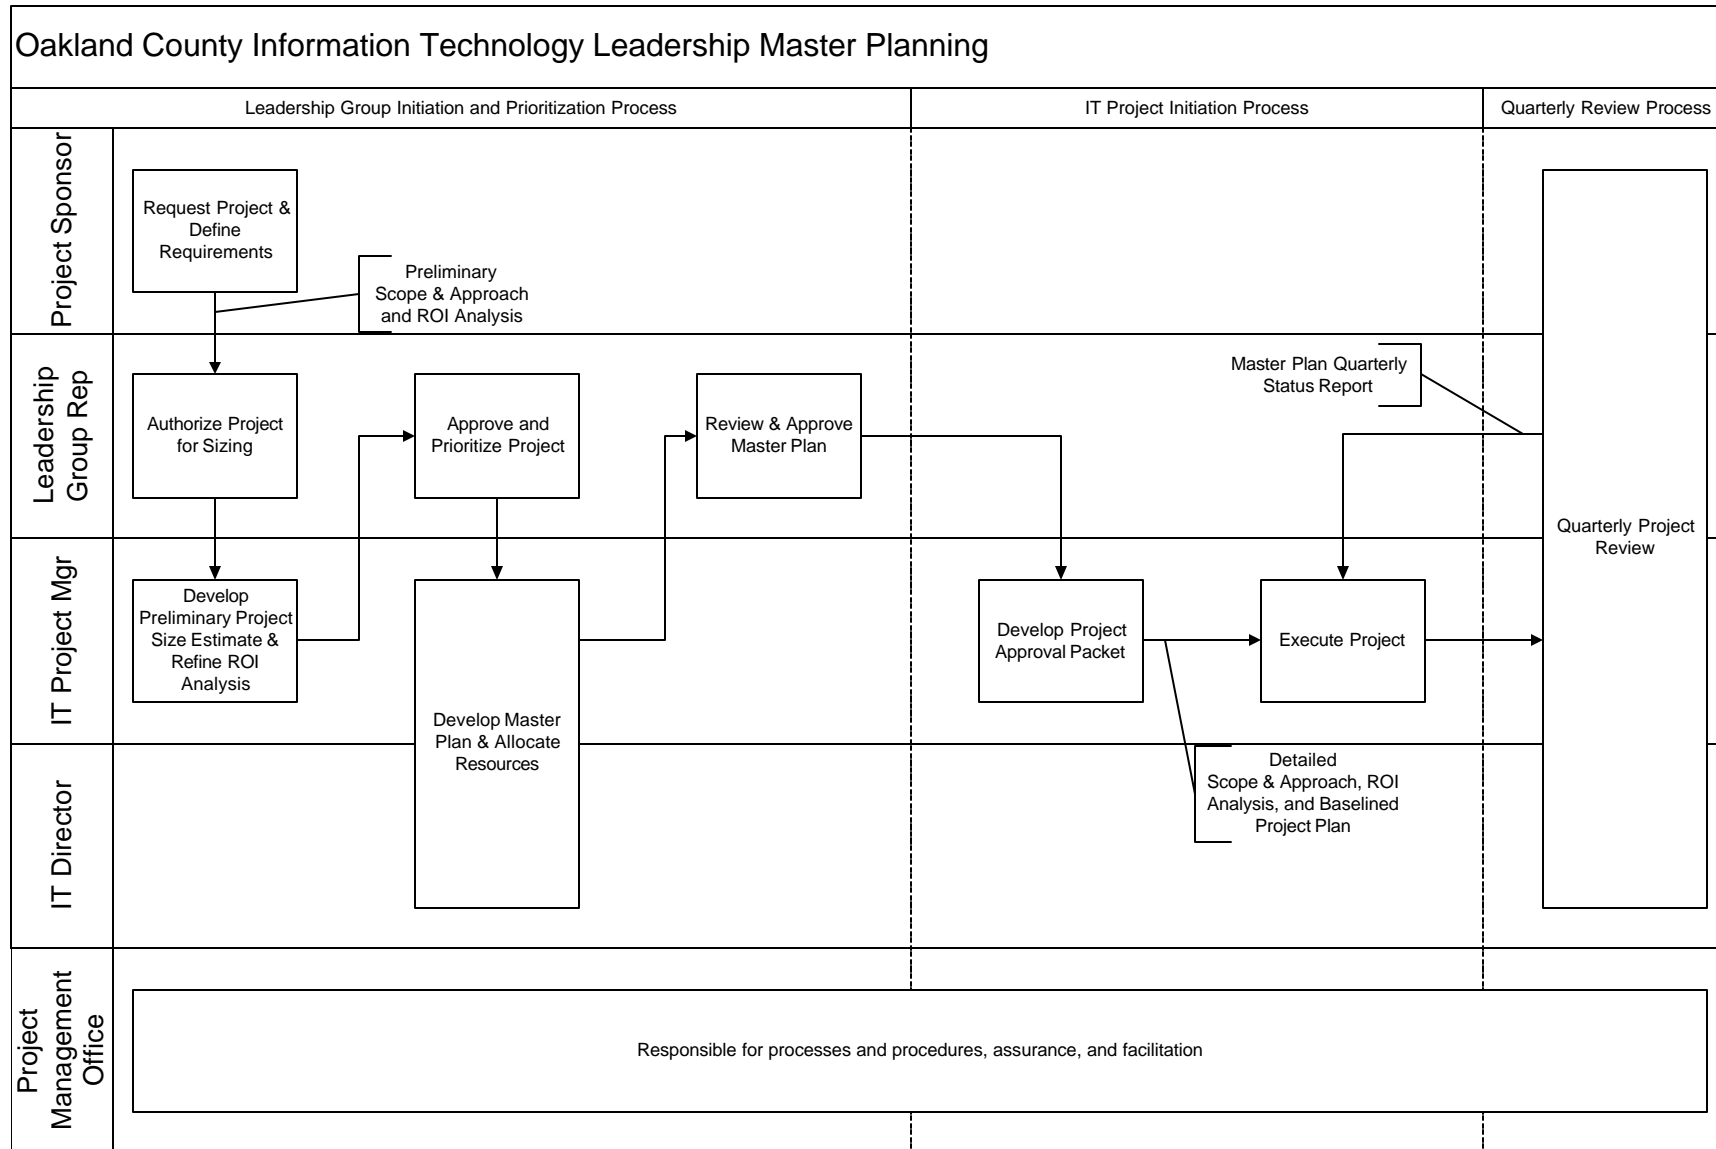 Oakland County Information Technology Leadership Master Planning
Leadership Group Initiation and Prioritization Process
IT Project Initiation Process
Quarterly Review Process
Project Sponsor
Request Project &
Define
Requirements
Preliminary
Scope & Approach
and ROI Analysis
Leadership
Group Rep
Authorize Project
for Sizing
Approve and
Prioritize Project
Review & Approve
Master Plan
Master Plan Quarterly
Status Report
Quarterly Project
Review
IT Project Mgr
Develop
Preliminary Project
Size Estimate &
Refine ROI
Analysis
Develop Master
Plan & Allocate
Resources
Develop Project
Approval Packet
Execute Project
IT Director
Detailed
Scope & Approach, ROI
Analysis, and Baselined
Project Plan
Project
Management
Office
Responsible for processes and procedures, assurance, and facilitation